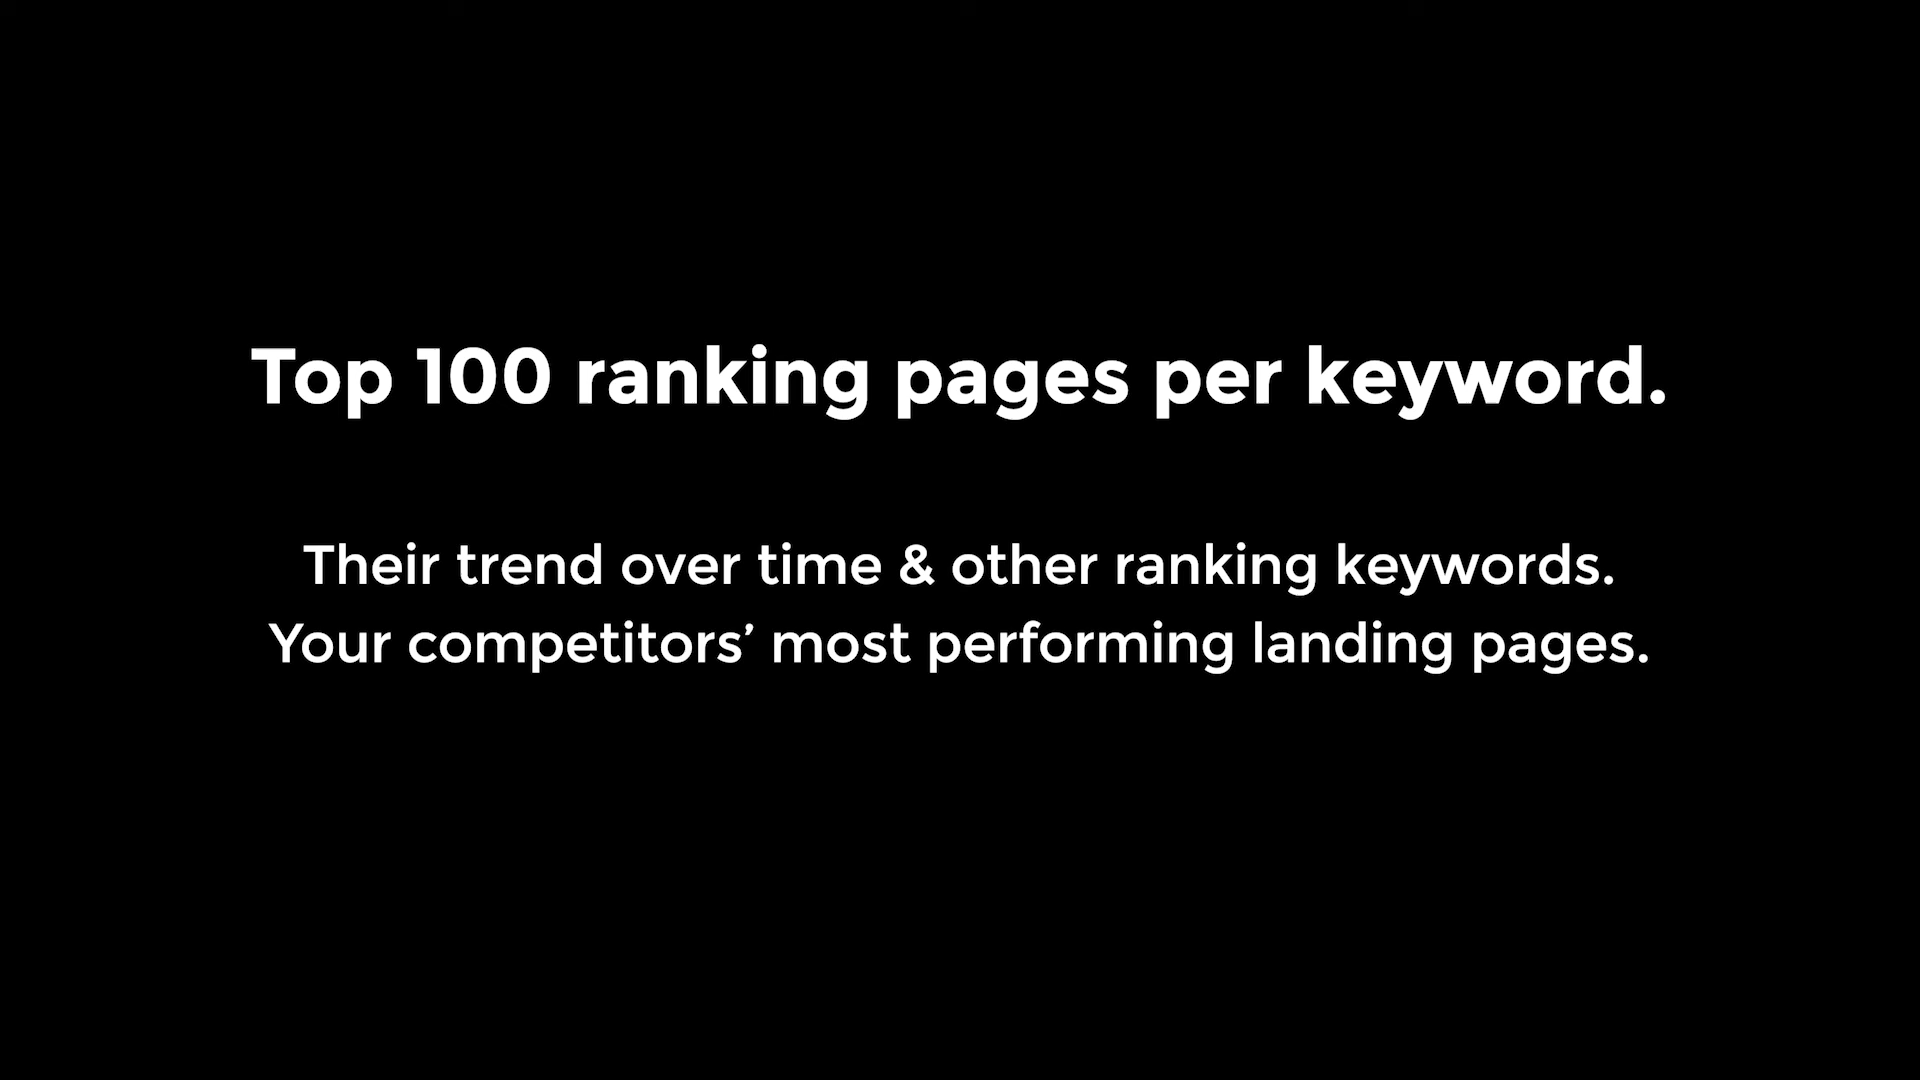 Top 100 ranking pages per keyword.
Their trend over time & other ranking keywords.
Your competitors’ most performing landing pages.